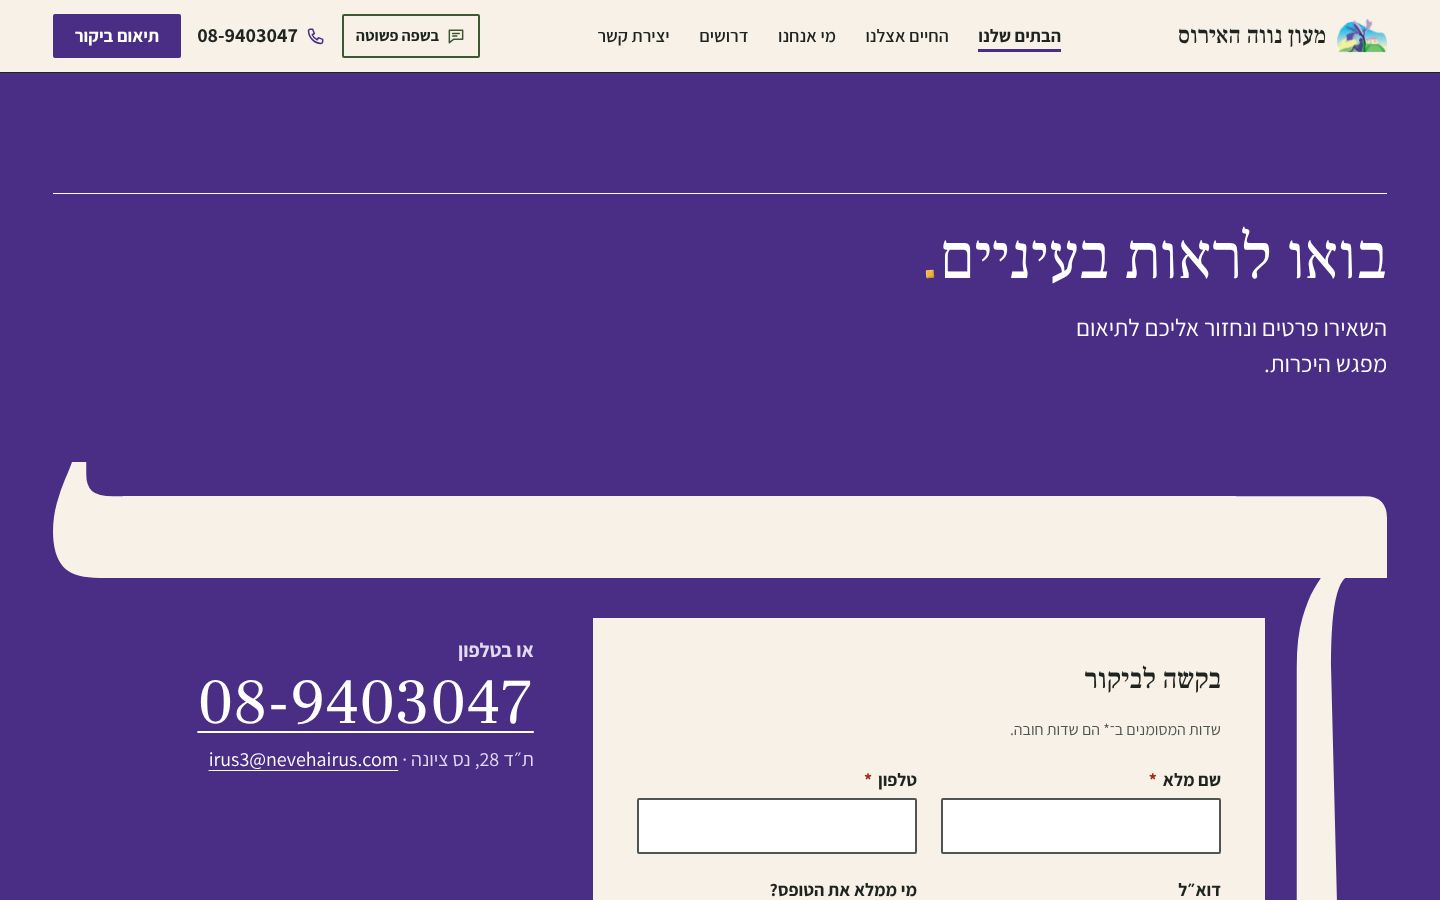 מעון נווה האירוס
הבתים שלנו
החיים אצלנו
מי אנחנו
דרושים
יצירת קשר
בשפה פשוטה
08-9403047
תיאום ביקור
בואו לראות בעיניים.
השאירו פרטים ונחזור אליכם לתיאום
מפגש היכרות.
בקשה לביקור
שדות המסומנים ב־* הם שדות חובה.
שם מלא *
טלפון *
דוא״ל
מי ממלא את הטופס?
או בטלפון
08-9403047
ת״ד 28, נס ציונה · irus3@nevehairus.com